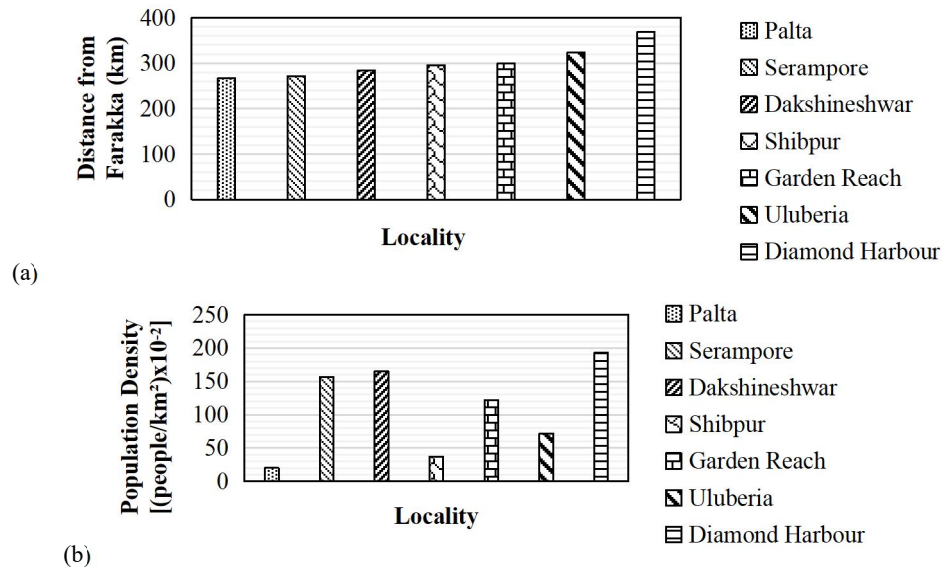 Distance from
Farakka (km)
400
300
200
100
0
Locality
Palta
Serampore
Dakshineshwar
Shibpur
Garden Reach
Uluberia
Diamond Harbour
(a)
Population Density
[(people/km²)x10⁻²]
250
200
150
100
50
0
Locality
Palta
Serampore
Dakshineshwar
Shibpur
Garden Reach
Uluberia
Diamond Harbour
(b)